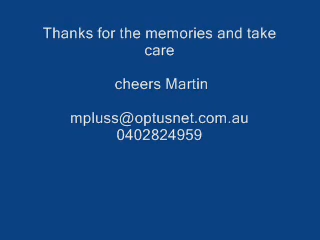 Thanks for the memories and take
care
cheers Martin
mpluss@optusnet.com.au
0402824959